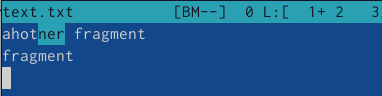 text.txt [BM--] 0 L:[ 1+ 2 3
ahotner fragment
fragment